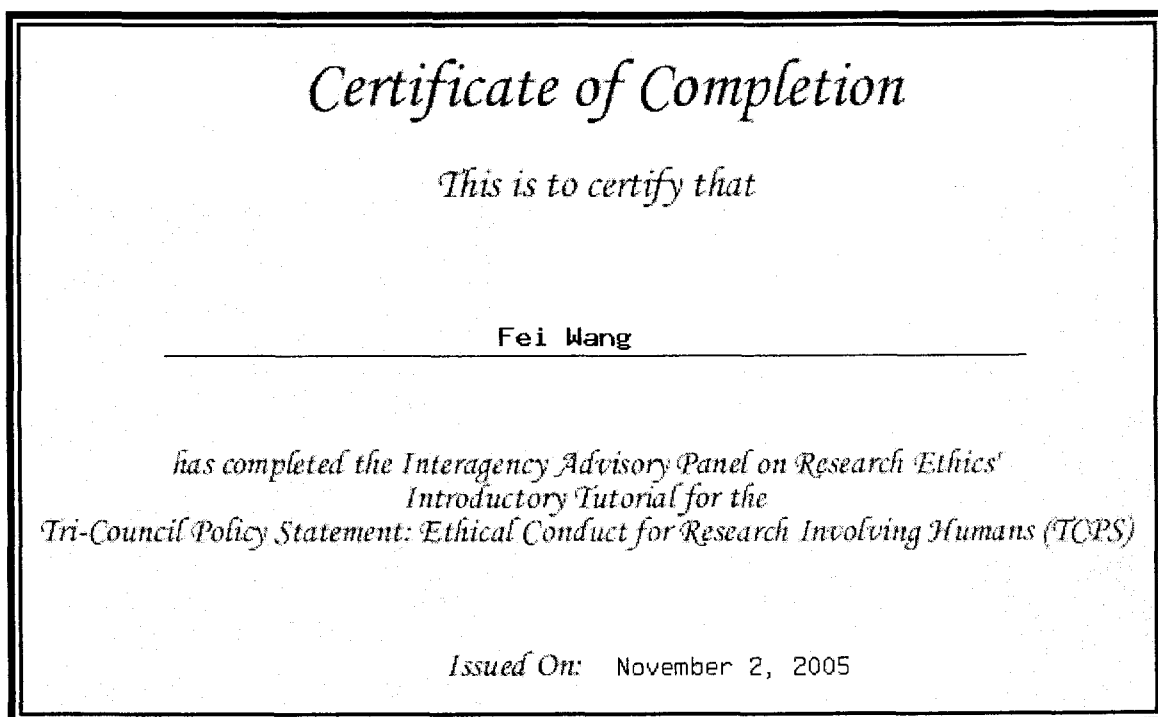 Certificate of Completion
This is to certify that
Fei Wang
has completed the Interagency Advisory Panel on Research Ethics'
Introductory Tutorial for the
Tri-Council Policy Statement: Ethical Conduct for Research Involving Humans (TCPS)
Issued On: November 2, 2005